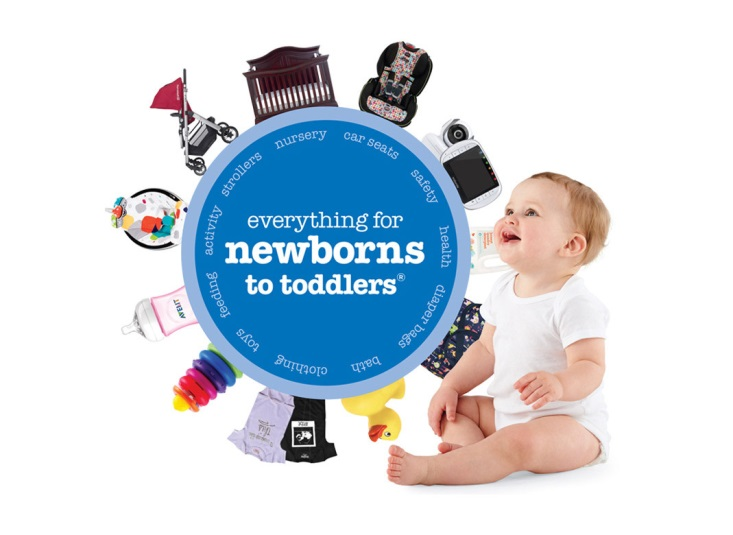 everything for
newborns
to toddlers®
nursery
car seats
safety
health
diaper bags
bath
clothing
toys
feeding
activity
strollers
AVENT